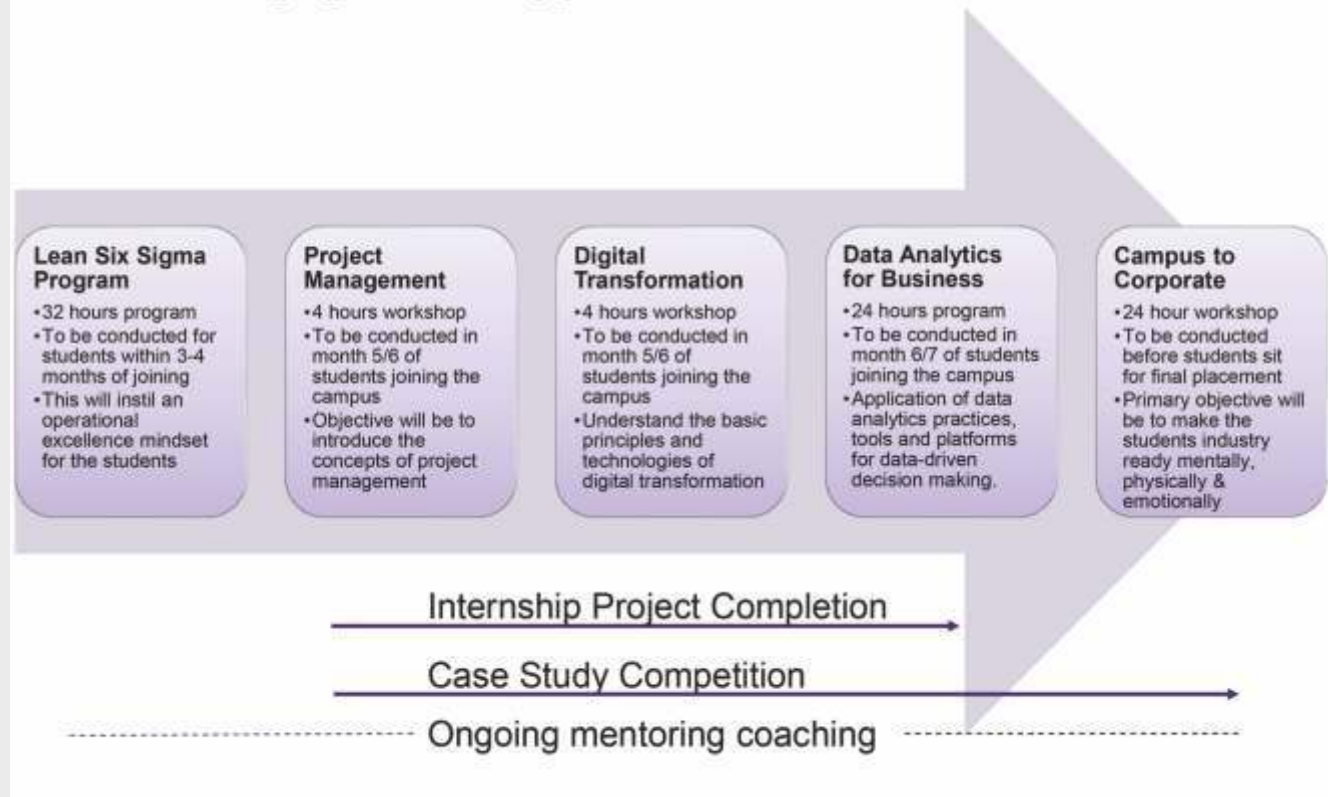 Lean Six Sigma
Program
•32 hours program
•To be conducted for
students within 3-4
months of joining
•This will instil an
operational
excellence mindset
for the students
Project
Management
•4 hours workshop
•To be conducted in
month 5/6 of
students joining the
campus
•Objective will be to
introduce the
concepts of project
management
Digital
Transformation
•4 hours workshop
•To be conducted in
month 5/6 of
students joining the
campus
•Understand the basic
principles and
technologies of
digital transformation
Data Analytics
for Business
•24 hours program
•To be conducted in
month 6/7 of students
joining the campus
•Application of data
analytics practices,
tools and platforms
for data-driven
decision making.
Campus to
Corporate
•24 hour workshop
•To be conducted
before students sit
for final placement
•Primary objective will
be to make the
students industry
ready mentally,
physically &
emotionally
Internship Project Completion
Case Study Competition
Ongoing mentoring coaching